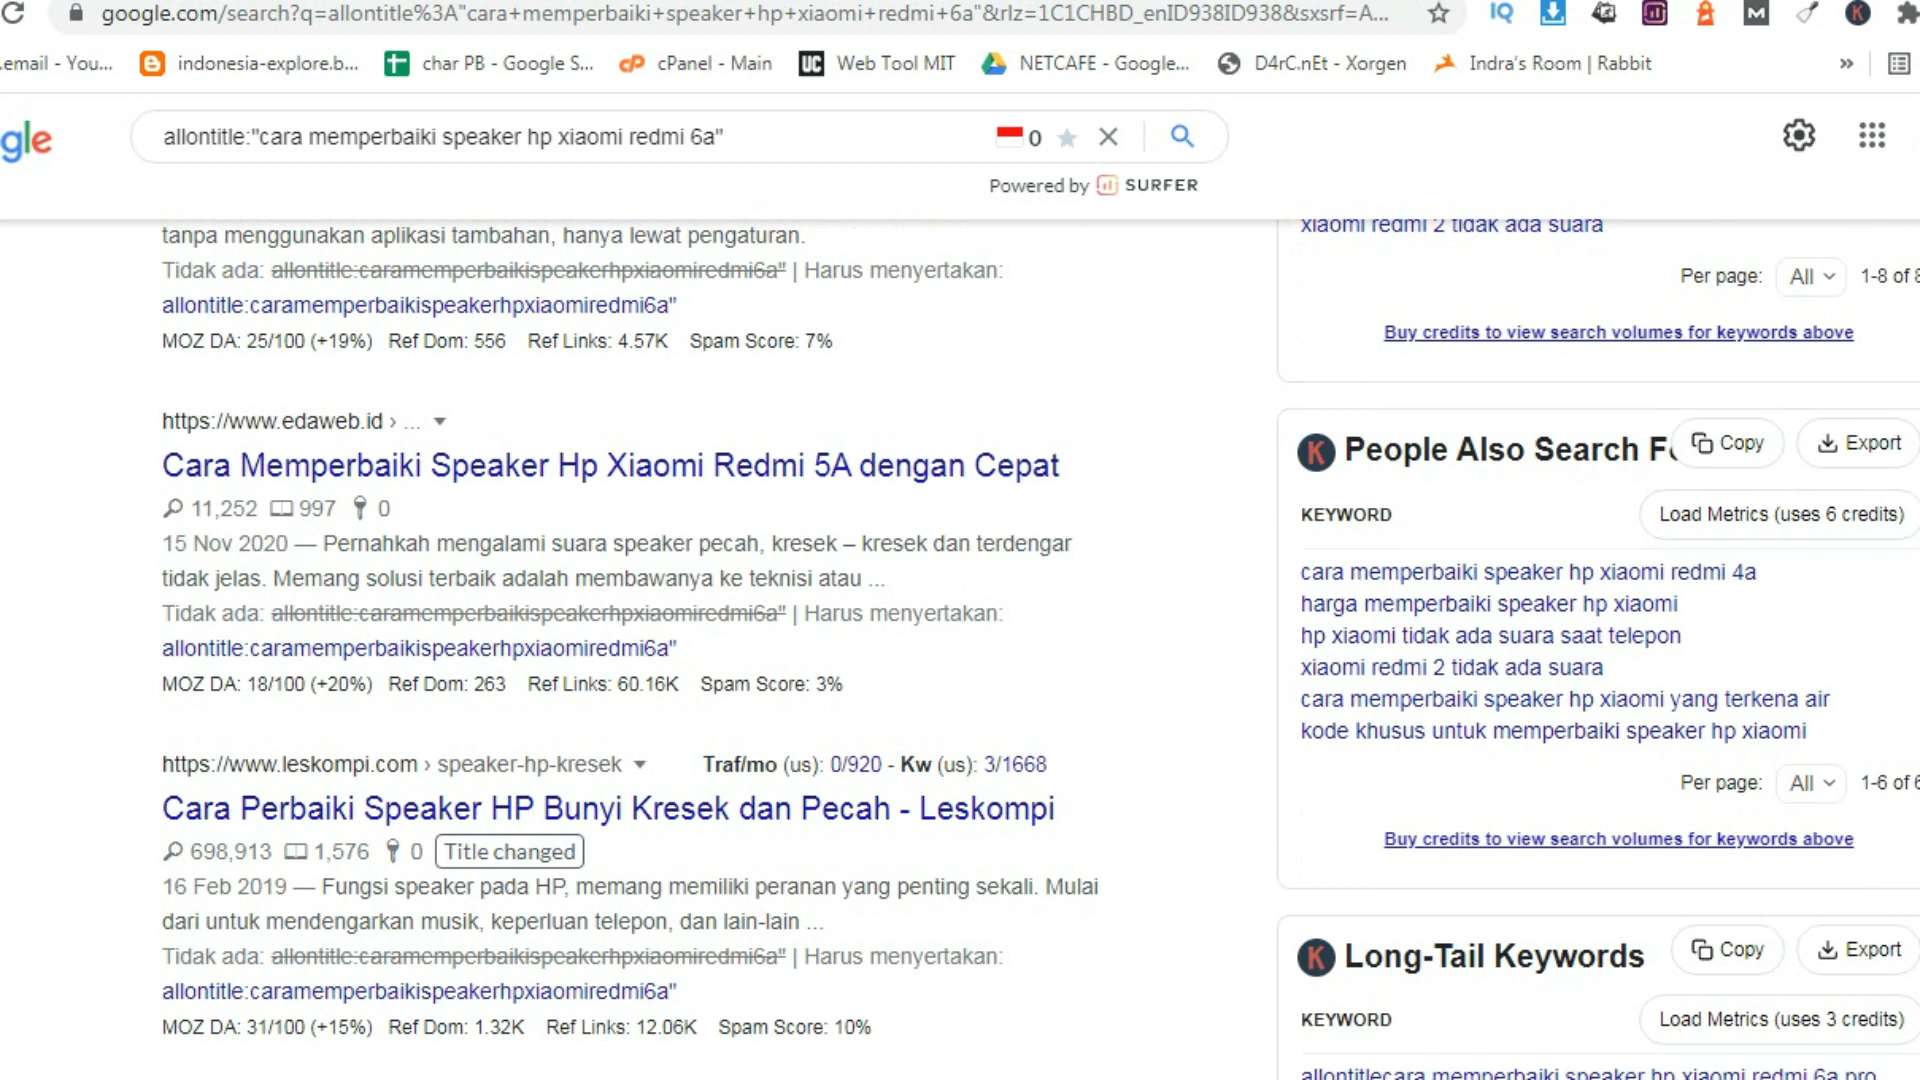 google.com/search?q=allontitle%3A"cara+memperbaiki+speaker+hp+xiaomi+redmi+6a"&rlz=1C1CHBD_enID938ID938&sxsrf=A...
.email - You...
indonesia-explore.b...
char PB - Google S...
cPanel - Main
Web Tool MIT
NETCAFE - Google...
D4rC.nEt - Xorgen
Indra's Room | Rabbit
»
gle
allontitle:"cara memperbaiki speaker hp xiaomi redmi 6a"
0
Powered by SURFER
tanpa menggunakan aplikasi tambahan, hanya lewat pengaturan.
Tidak ada: allontitle:caramemperbaikispeakerhpxiaomiredmi6a" | Harus menyertakan:
allontitle:caramemperbaikispeakerhpxiaomiredmi6a"
MOZ DA: 25/100 (+19%) Ref Dom: 556 Ref Links: 4.57K Spam Score: 7%
https://www.edaweb.id › ...
Cara Memperbaiki Speaker Hp Xiaomi Redmi 5A dengan Cepat
11,252 997 0
15 Nov 2020 — Pernahkah mengalami suara speaker pecah, kresek – kresek dan terdengar
tidak jelas. Memang solusi terbaik adalah membawanya ke teknisi atau ...
Tidak ada: allontitle:caramemperbaikispeakerhpxiaomiredmi6a" | Harus menyertakan:
allontitle:caramemperbaikispeakerhpxiaomiredmi6a"
MOZ DA: 18/100 (+20%) Ref Dom: 263 Ref Links: 60.16K Spam Score: 3%
https://www.leskompi.com › speaker-hp-kresek
Traf/mo (us): 0/920 - Kw (us): 3/1668
Cara Perbaiki Speaker HP Bunyi Kresek dan Pecah - Leskompi
698,913 1,576 0 Title changed
16 Feb 2019 — Fungsi speaker pada HP, memang memiliki peranan yang penting sekali. Mulai
dari untuk mendengarkan musik, keperluan telepon, dan lain-lain ...
Tidak ada: allontitle:caramemperbaikispeakerhpxiaomiredmi6a" | Harus menyertakan:
allontitle:caramemperbaikispeakerhpxiaomiredmi6a"
MOZ DA: 31/100 (+15%) Ref Dom: 1.32K Ref Links: 12.06K Spam Score: 10%
xiaomi redmi 2 tidak ada suara
Per page: All 1-8 of 8
Buy credits to view search volumes for keywords above
K People Also Search Fo
Copy
Export
KEYWORD
Load Metrics (uses 6 credits)
cara memperbaiki speaker hp xiaomi redmi 4a
harga memperbaiki speaker hp xiaomi
hp xiaomi tidak ada suara saat telepon
xiaomi redmi 2 tidak ada suara
cara memperbaiki speaker hp xiaomi yang terkena air
kode khusus untuk memperbaiki speaker hp xiaomi
Per page: All 1-6 of 6
Buy credits to view search volumes for keywords above
K Long-Tail Keywords
Copy
Export
KEYWORD
Load Metrics (uses 3 credits)
allontitlecara memperbaiki speaker hp xiaomi redmi 6a pro